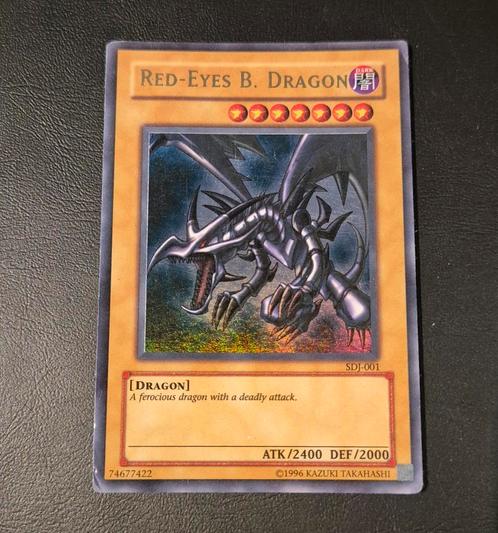 RED-EYES B. DRAGON
DARK
闇
SDJ-001
[DRAGON]
A ferocious dragon with a deadly attack.
ATK/2400 DEF/2000
74677422
©1996 KAZUKI TAKAHASHI